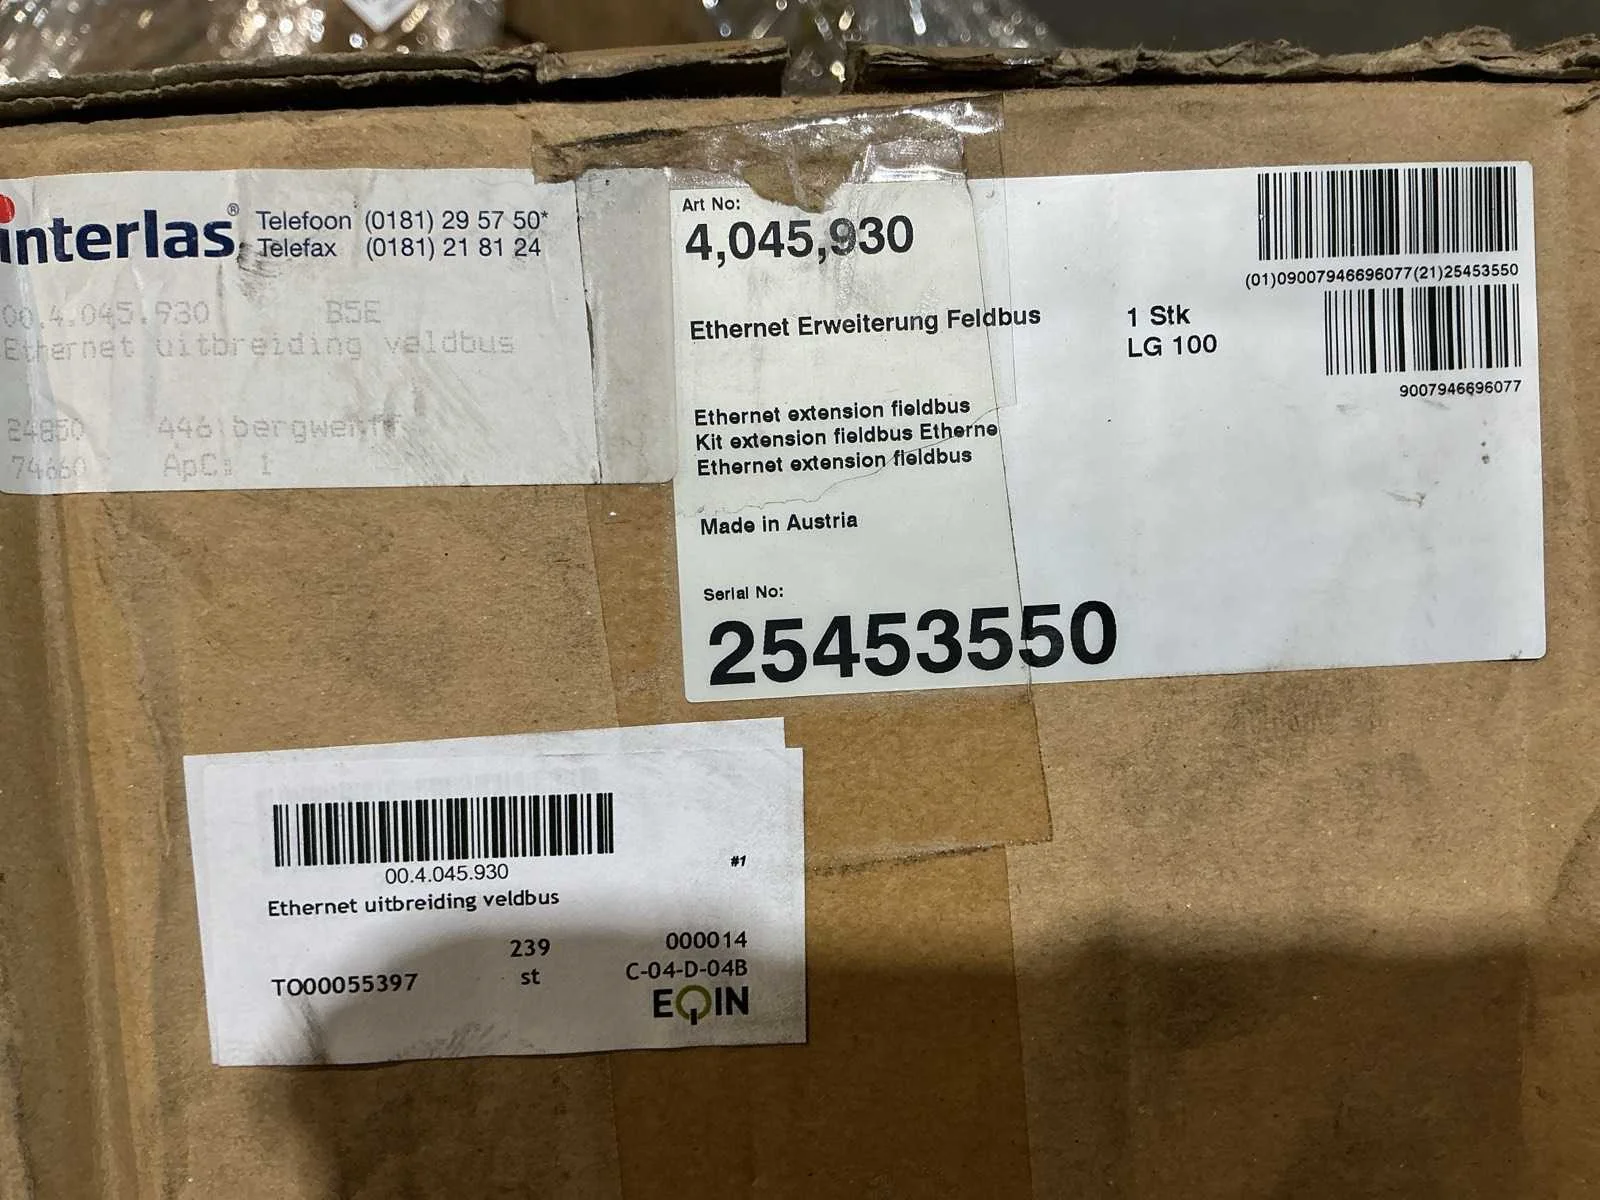 interlas® Telefoon (0181) 29 57 50*
Telefax (0181) 21 81 24
00.4.045.930 B5E
Ethernet uitbreiding veldbus
24850 446 bergwerff
74660 ApC: 1
Art No:
4,045,930
Ethernet Erweiterung Feldbus
1 Stk
LG 100
(01)09007946696077(21)25453550
9007946696077
Ethernet extension fieldbus
Kit extension fieldbus Etherne
Ethernet extension fieldbus
Made in Austria
Serial No:
25453550
00.4.045.930
#1
Ethernet uitbreiding veldbus
239 000014
TO00055397 st C-04-D-04B
EQIN